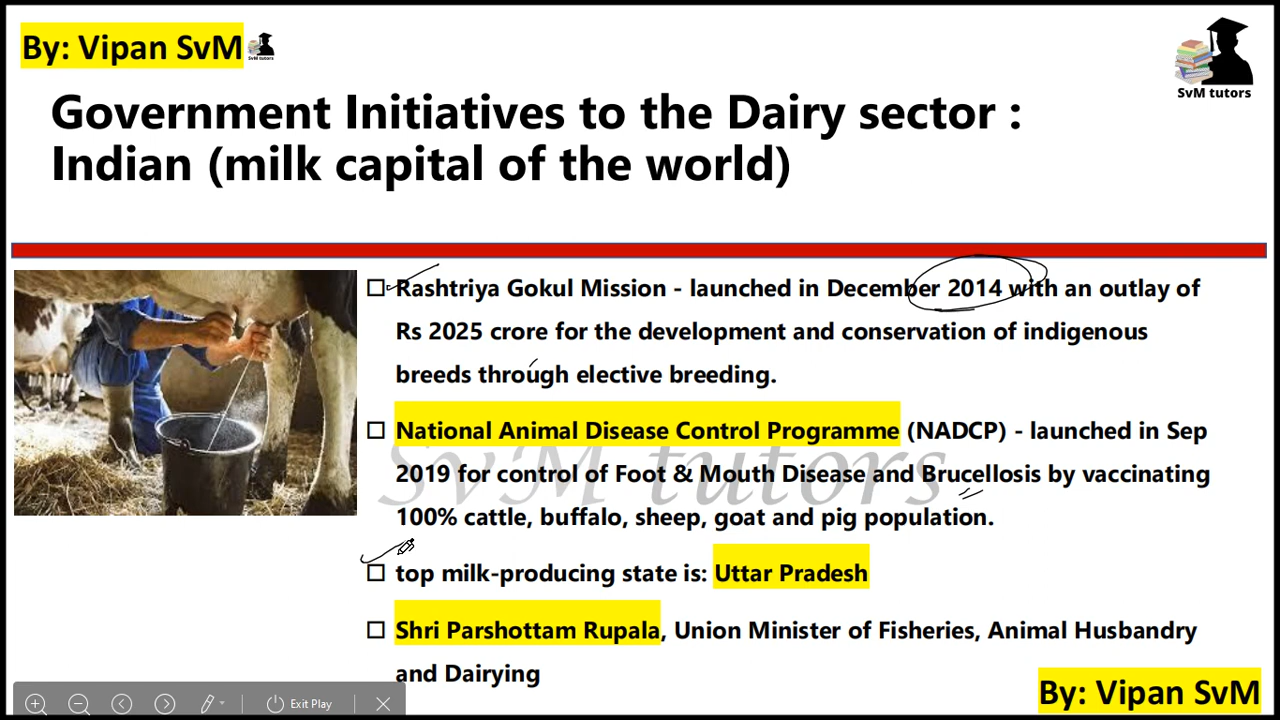 By: Vipan SvM
SvM tutors
SvM tutors
Government Initiatives to the Dairy sector :
Indian (milk capital of the world)
Rashtriya Gokul Mission - launched in December 2014 with an outlay of
Rs 2025 crore for the development and conservation of indigenous
breeds through elective breeding.
National Animal Disease Control Programme (NADCP) - launched in Sep
2019 for control of Foot & Mouth Disease and Brucellosis by vaccinating
100% cattle, buffalo, sheep, goat and pig population.
SvM tutors
top milk-producing state is: Uttar Pradesh
Shri Parshottam Rupala, Union Minister of Fisheries, Animal Husbandry
and Dairying
Exit Play
By: Vipan SvM